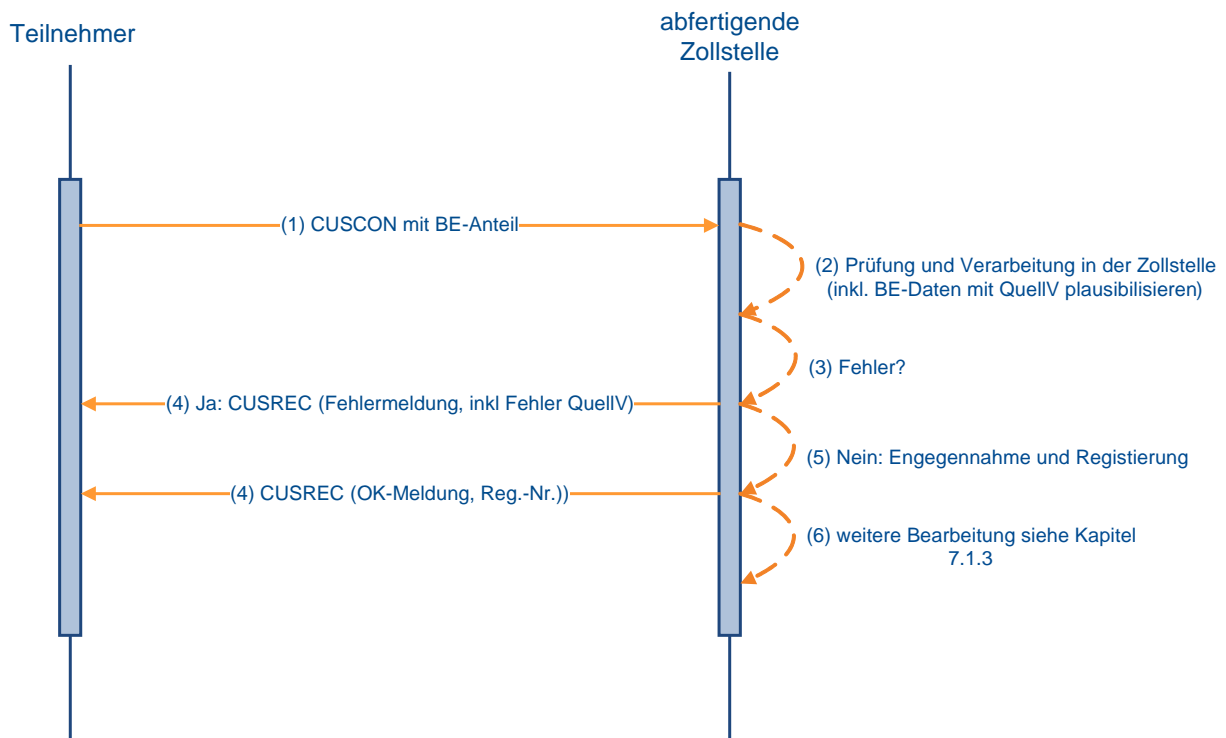 Teilnehmer
abfertigende
Zollstelle
(1) CUSCON mit BE-Anteil
(2) Prüfung und Verarbeitung in der Zollstelle
(inkl. BE-Daten mit QuellV plausibilisieren)
(3) Fehler?
(4) Ja: CUSREC (Fehlermeldung, inkl Fehler QuellV)
(5) Nein: Engegennahme und Registierung
(4) CUSREC (OK-Meldung, Reg.-Nr.))
(6) weitere Bearbeitung siehe Kapitel
7.1.3